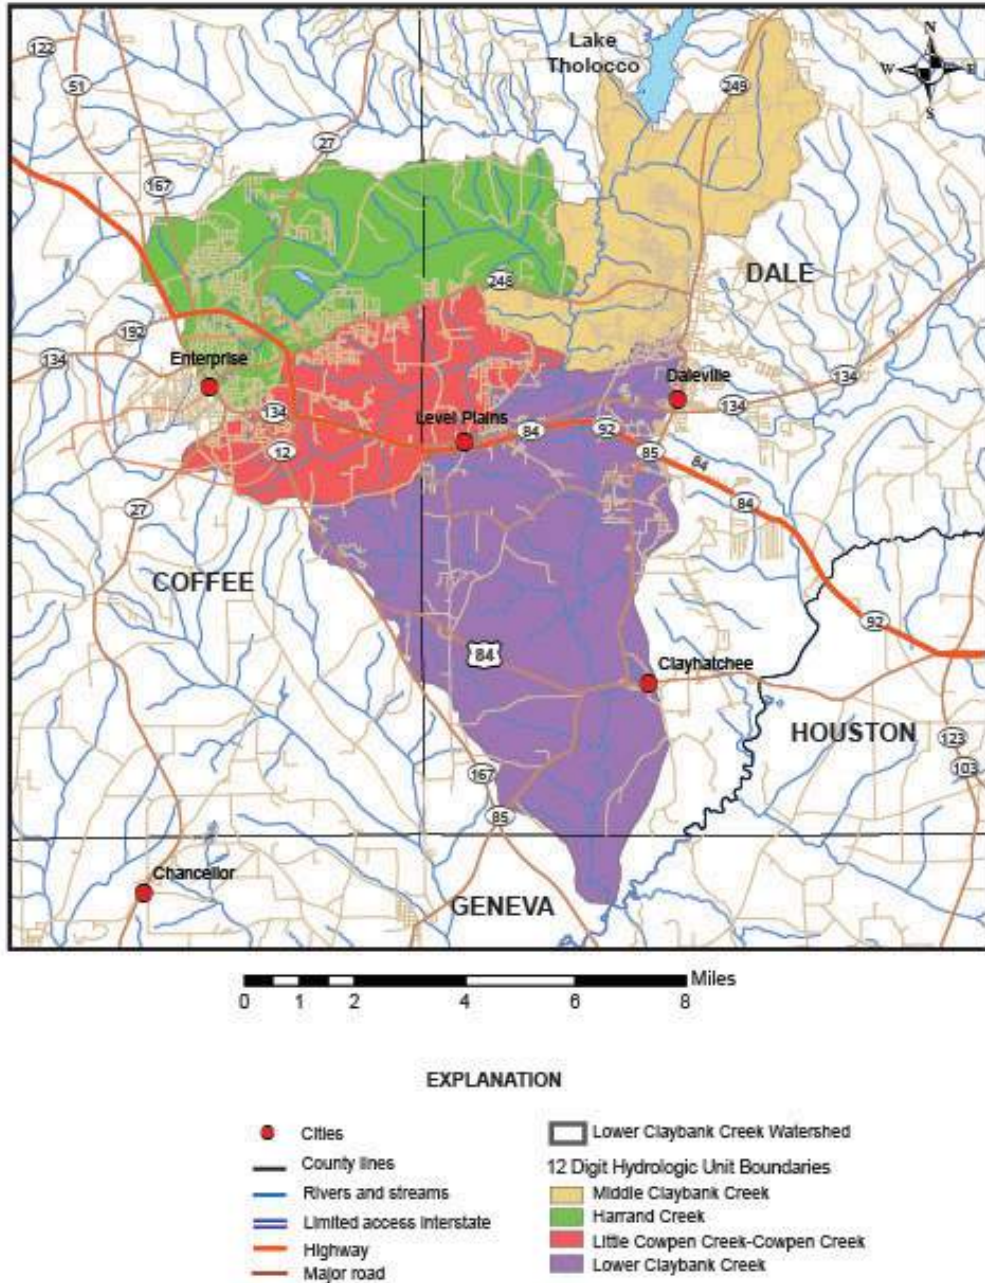 Lake
Tholocco
N
W
E
S
122
51
249
27
167
DALE
248
192
134
Enterprise
Daleville
134
134
134
Level Plains
84
92
12
85
84
84
27
COFFEE
92
84
Clayhatchee
HOUSTON
123
103
167
85
Chancellor
GENEVA
Miles
0 1 2 4 6 8
EXPLANATION
Cities
County lines
Rivers and streams
Limited access interstate
Highway
Major road
Lower Claybank Creek Watershed
12 Digit Hydrologic Unit Boundaries
Middle Claybank Creek
Harrand Creek
Little Cowpen Creek-Cowpen Creek
Lower Claybank Creek